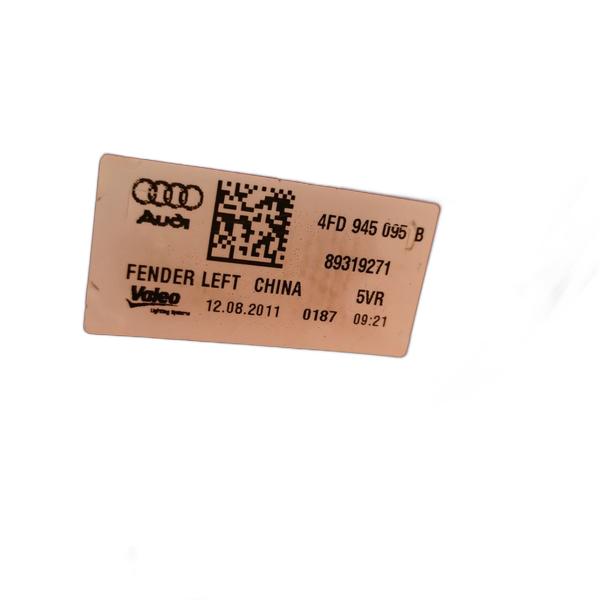 Audi
4FD 945 095 B
89319271
FENDER LEFT CHINA
5VR
Valeo
Lighting Systems
12.08.2011 0187 09:21